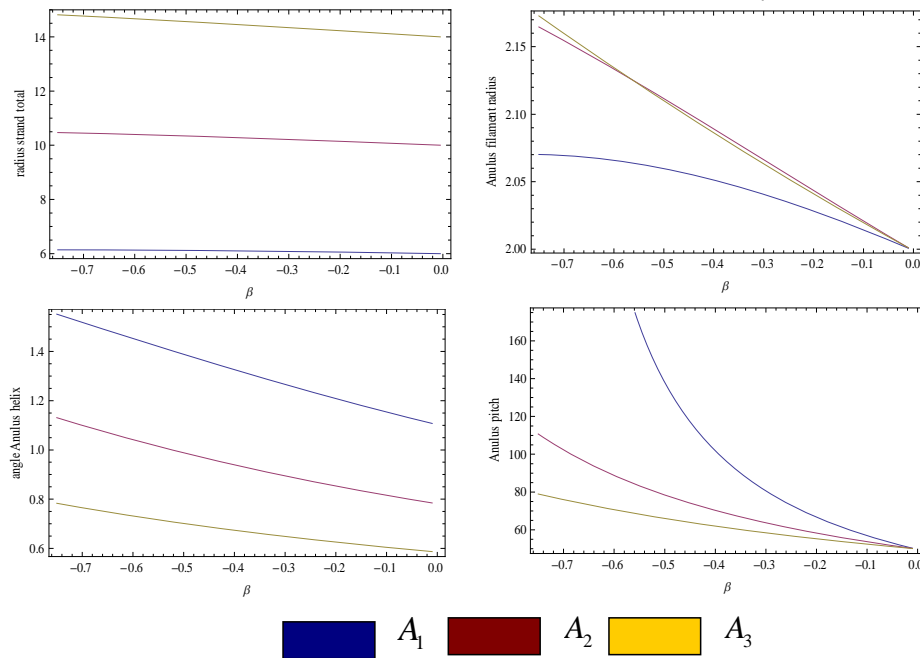 radius strand total
14
12
10
8
6
−0.7 −0.6 −0.5 −0.4 −0.3 −0.2 −0.1 0.0
β
Anulus filament radius
2.15
2.10
2.05
2.00
−0.7 −0.6 −0.5 −0.4 −0.3 −0.2 −0.1 0.0
β
angle Anulus helix
1.4
1.2
1.0
0.8
0.6
−0.7 −0.6 −0.5 −0.4 −0.3 −0.2 −0.1 0.0
β
Anulus pitch
160
140
120
100
80
60
−0.7 −0.6 −0.5 −0.4 −0.3 −0.2 −0.1 0.0
β
A₁ A₂ A₃